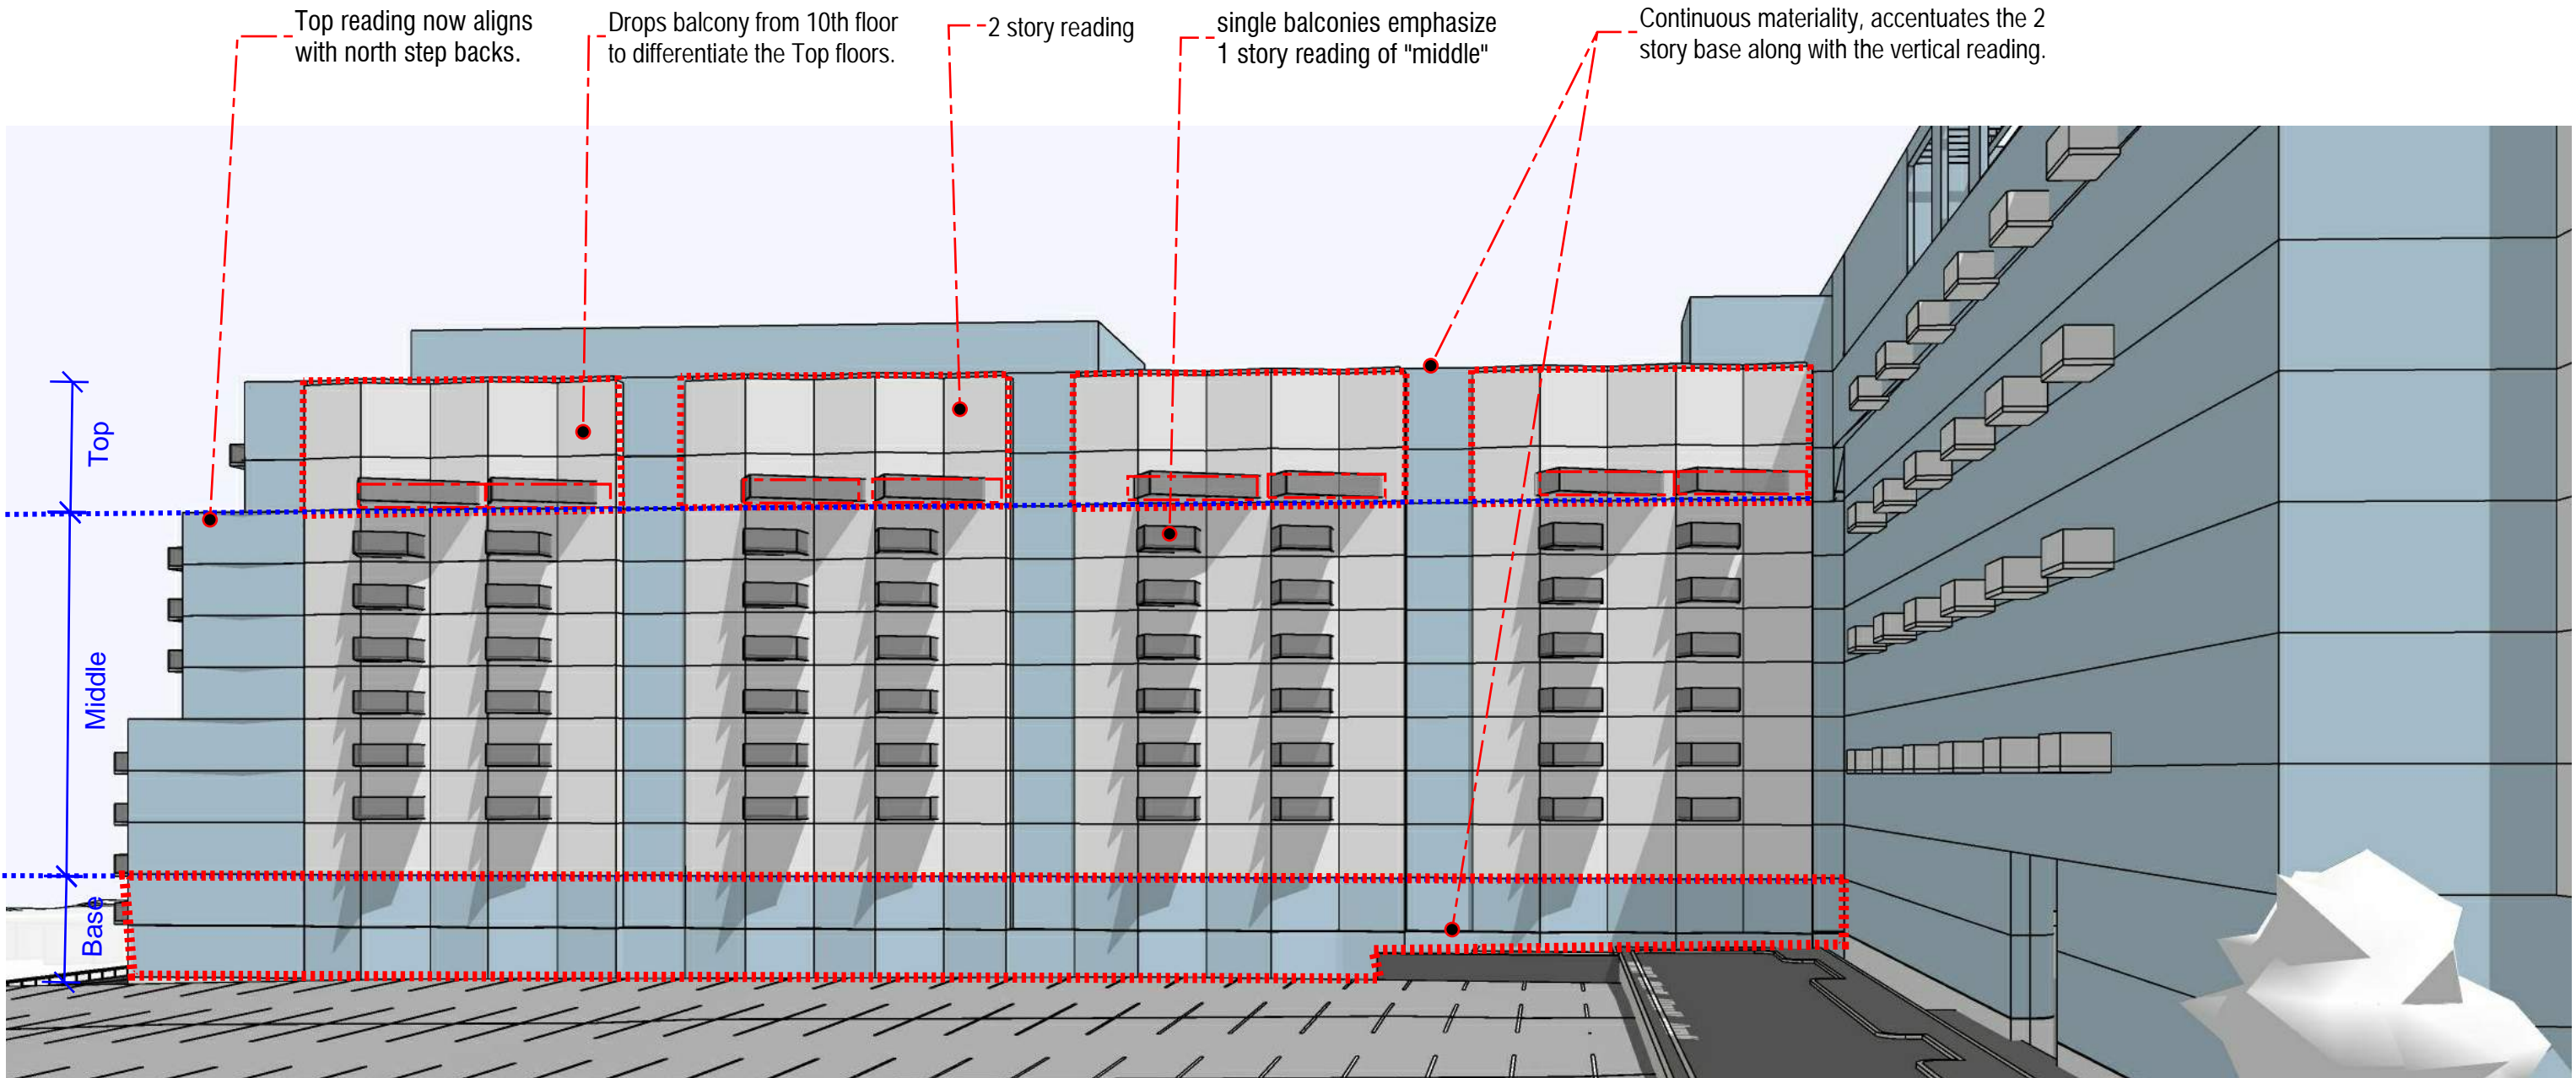 Top reading now aligns
with north step backs.
Drops balcony from 10th floor
to differentiate the Top floors.
2 story reading
single balconies emphasize
1 story reading of "middle"
Continuous materiality, accentuates the 2
story base along with the vertical reading.
Top
Middle
Base